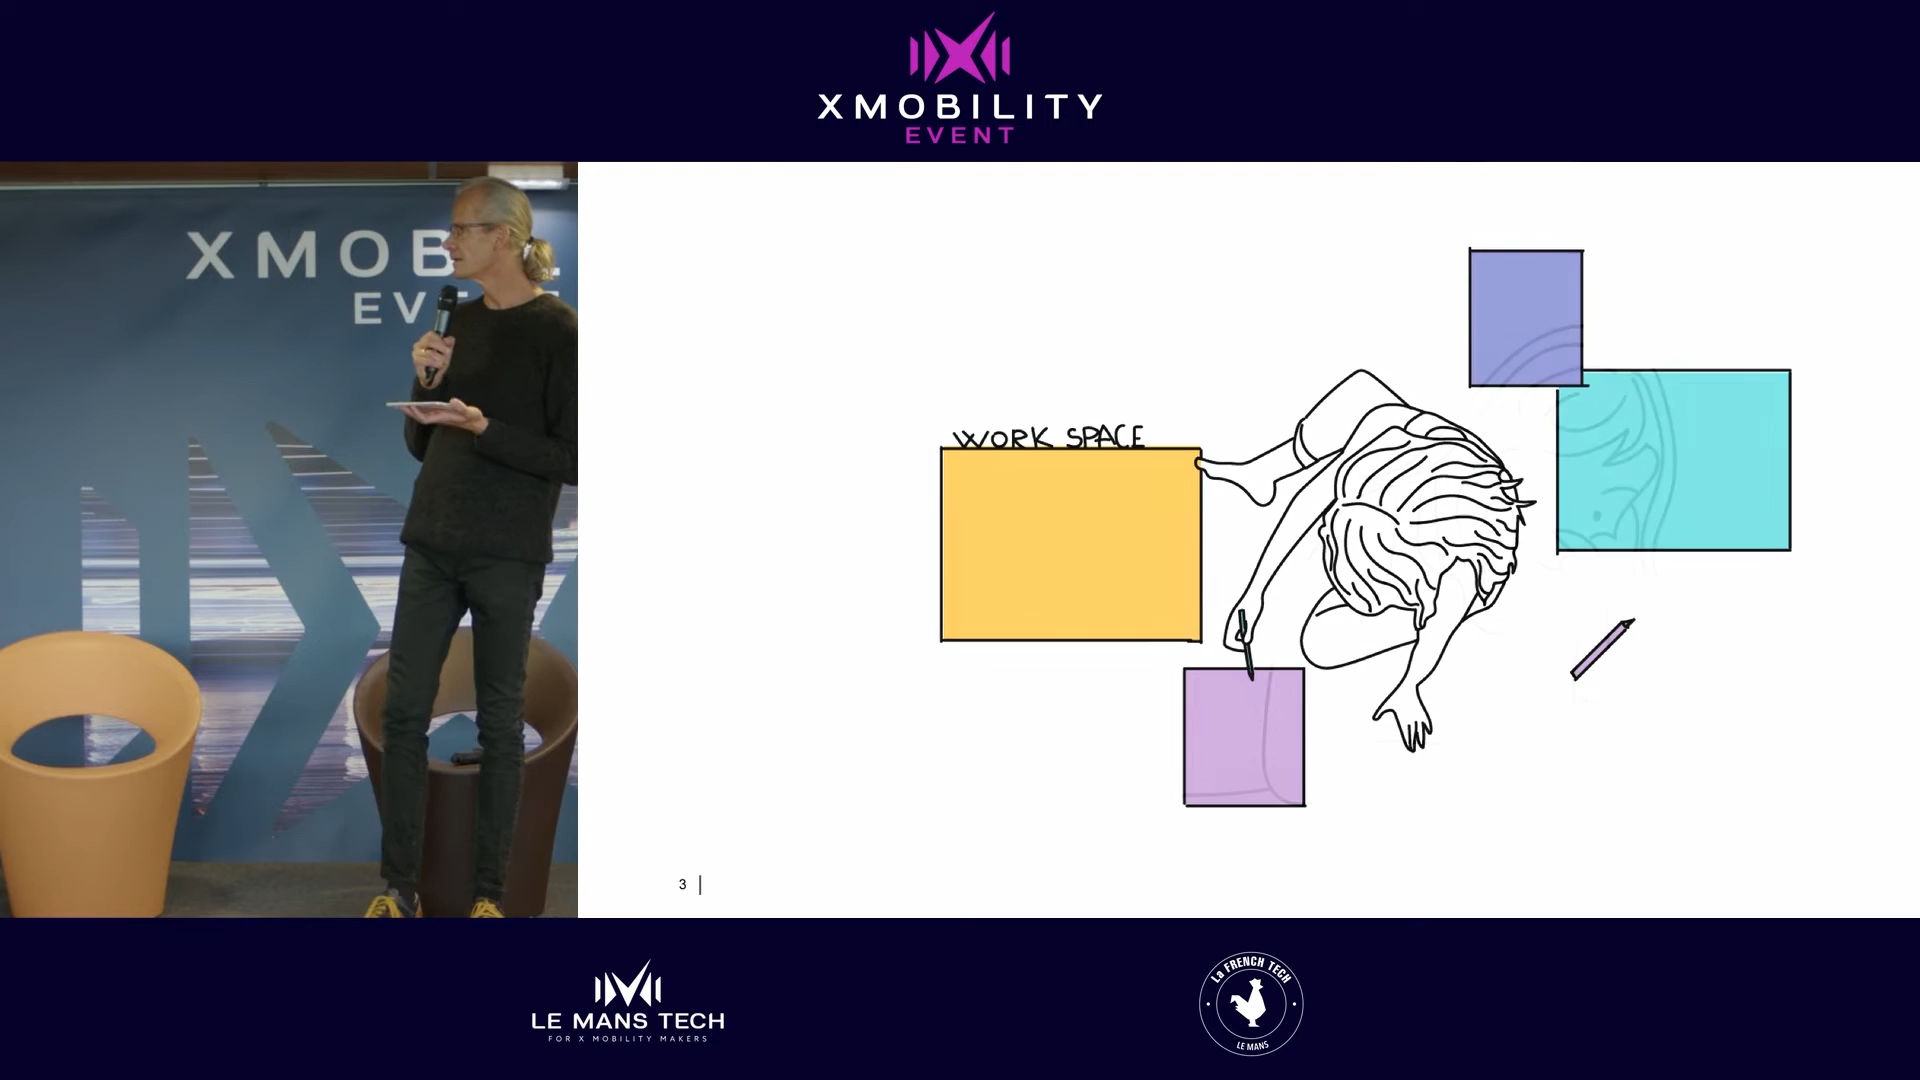 XMOBILITY
EVENT
XMOB
EV
WORK SPACE
3
LE MANS TECH
FOR X MOBILITY MAKERS
La FRENCH TECH
LE MANS